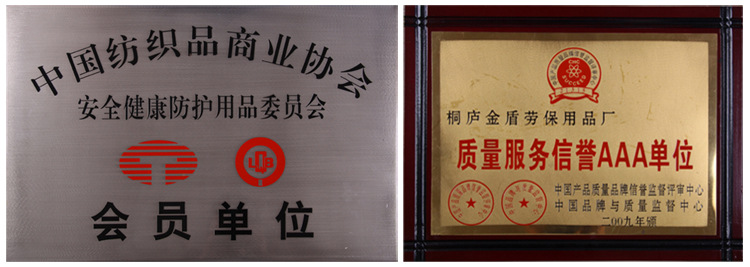 中国纺织品商业协会
安全健康防护用品委员会
LDB
会员单位
CMC
SUCCEED
桐庐金盾劳保用品厂
质量服务信誉AAA单位
中国产品质量品牌信誉监督评审中心
中国品牌与质量监督中心
二00九年颁